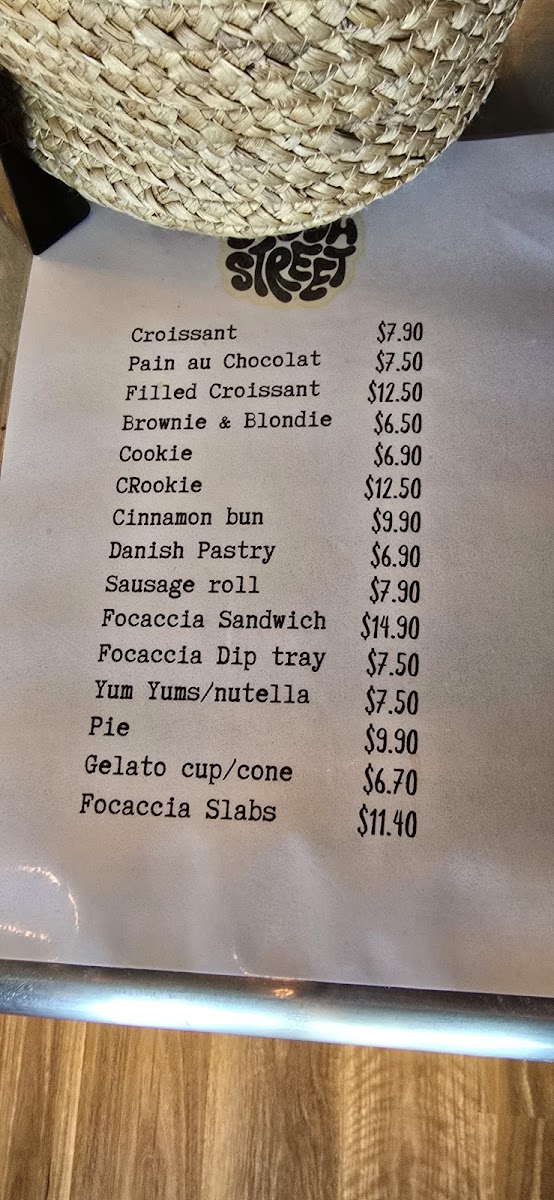 STREET
Croissant $7.90
Pain au Chocolat $7.50
Filled Croissant $12.50
Brownie & Blondie $6.50
Cookie $6.90
CRookie $12.50
Cinnamon bun $9.90
Danish Pastry $6.90
Sausage roll $7.90
Focaccia Sandwich $14.90
Focaccia Dip tray $7.50
Yum Yums/nutella $7.50
Pie $9.90
Gelato cup/cone $6.70
Focaccia Slabs $11.40